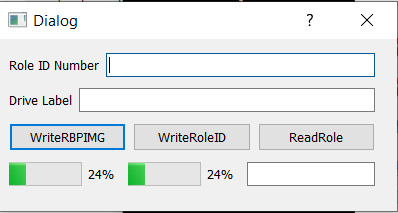 Dialog ?
Role ID Number
Drive Label
WriteRBPIMG WriteRoleID ReadRole
24% 24%